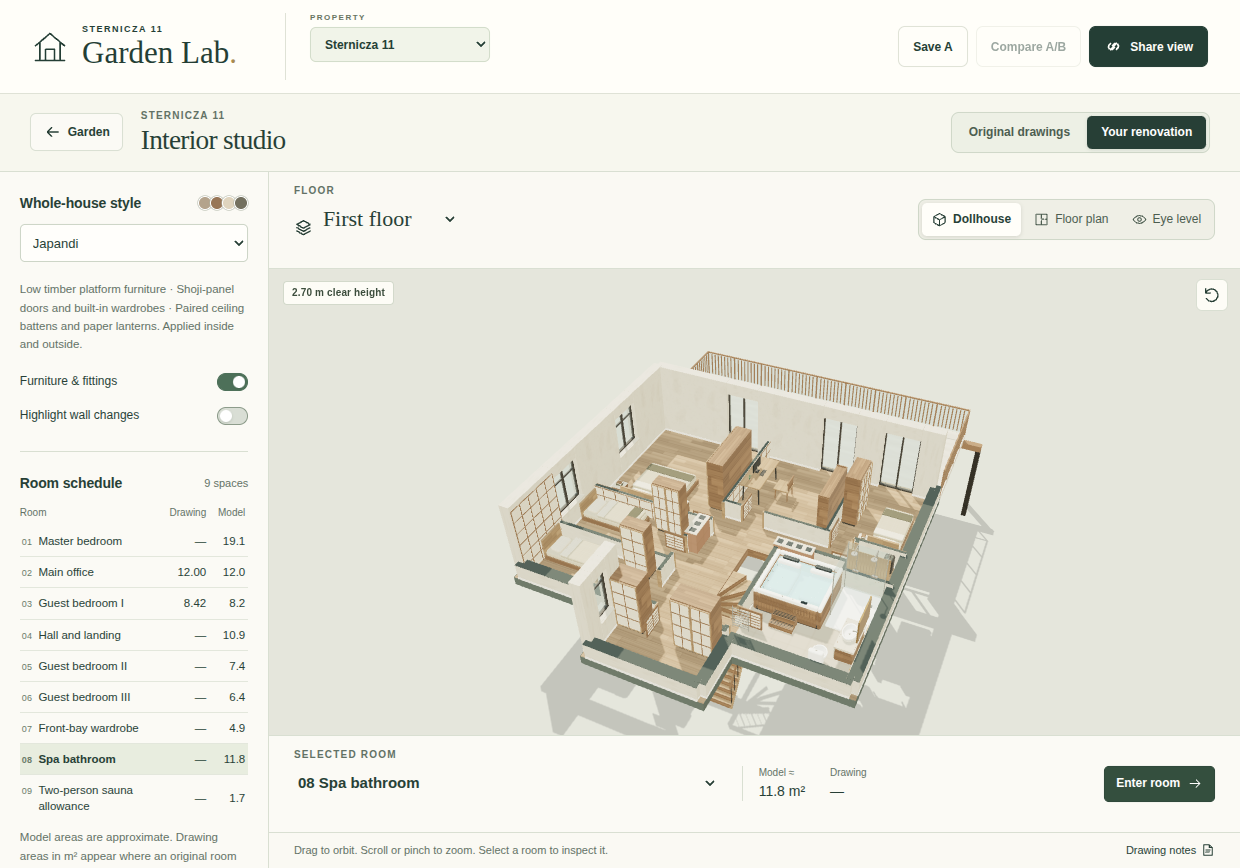 STERNICZA 11
Garden Lab.
PROPERTY
Sternicza 11
Save A
Compare A/B
Share view
Garden
STERNICZA 11
Interior studio
Original drawings
Your renovation
Whole-house style
Japandi
Low timber platform furniture · Shoji-panel
doors and built-in wardrobes · Paired ceiling
battens and paper lanterns. Applied inside
and outside.
Furniture & fittings
Highlight wall changes
Room schedule
9 spaces
Room Drawing Model
01 Master bedroom — 19.1
02 Main office 12.00 12.0
03 Guest bedroom I 8.42 8.2
04 Hall and landing — 10.9
05 Guest bedroom II — 7.4
06 Guest bedroom III — 6.4
07 Front-bay wardrobe — 4.9
08 Spa bathroom — 11.8
09 Two-person sauna
allowance — 1.7
Model areas are approximate. Drawing
areas in m² appear where an original room
FLOOR
First floor
Dollhouse
Floor plan
Eye level
2.70 m clear height
SELECTED ROOM
08 Spa bathroom
Model ≈
11.8 m²
Drawing
—
Enter room
Drag to orbit. Scroll or pinch to zoom. Select a room to inspect it.
Drawing notes